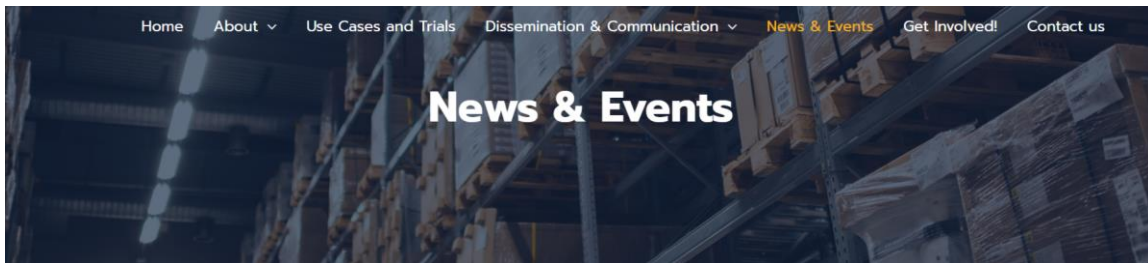 Home About Use Cases and Trials Dissemination & Communication News & Events Get Involved! Contact us
News & Events